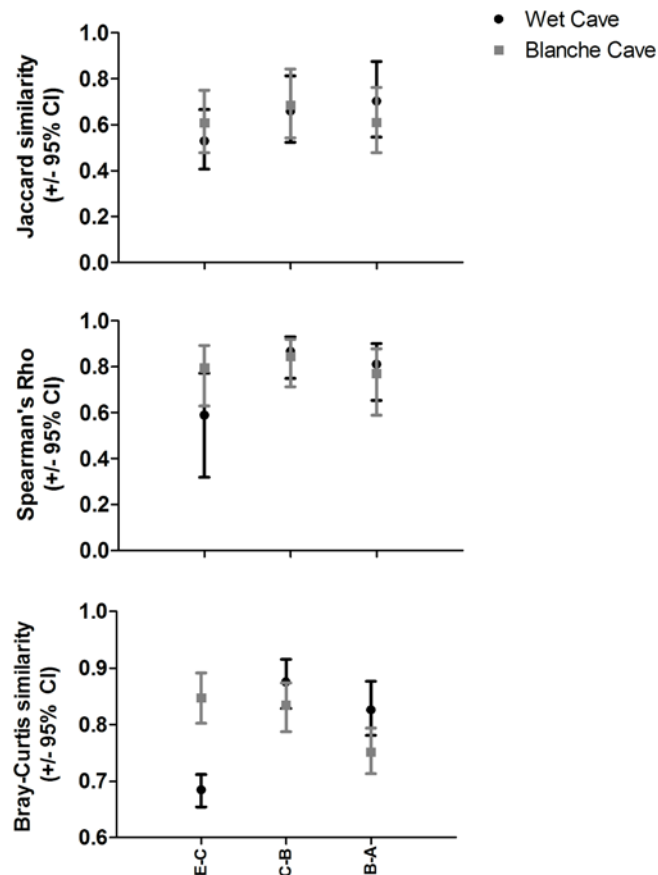 Wet Cave
Blanche Cave
Jaccard similarity
(+/- 95% CI)
1.0
0.8
0.6
0.4
0.2
0.0
Spearman's Rho
(+/- 95% CI)
1.0
0.8
0.6
0.4
0.2
0.0
Bray-Curtis similarity
(+/- 95% CI)
1.0
0.9
0.8
0.7
0.6
E-C
C-B
B-A